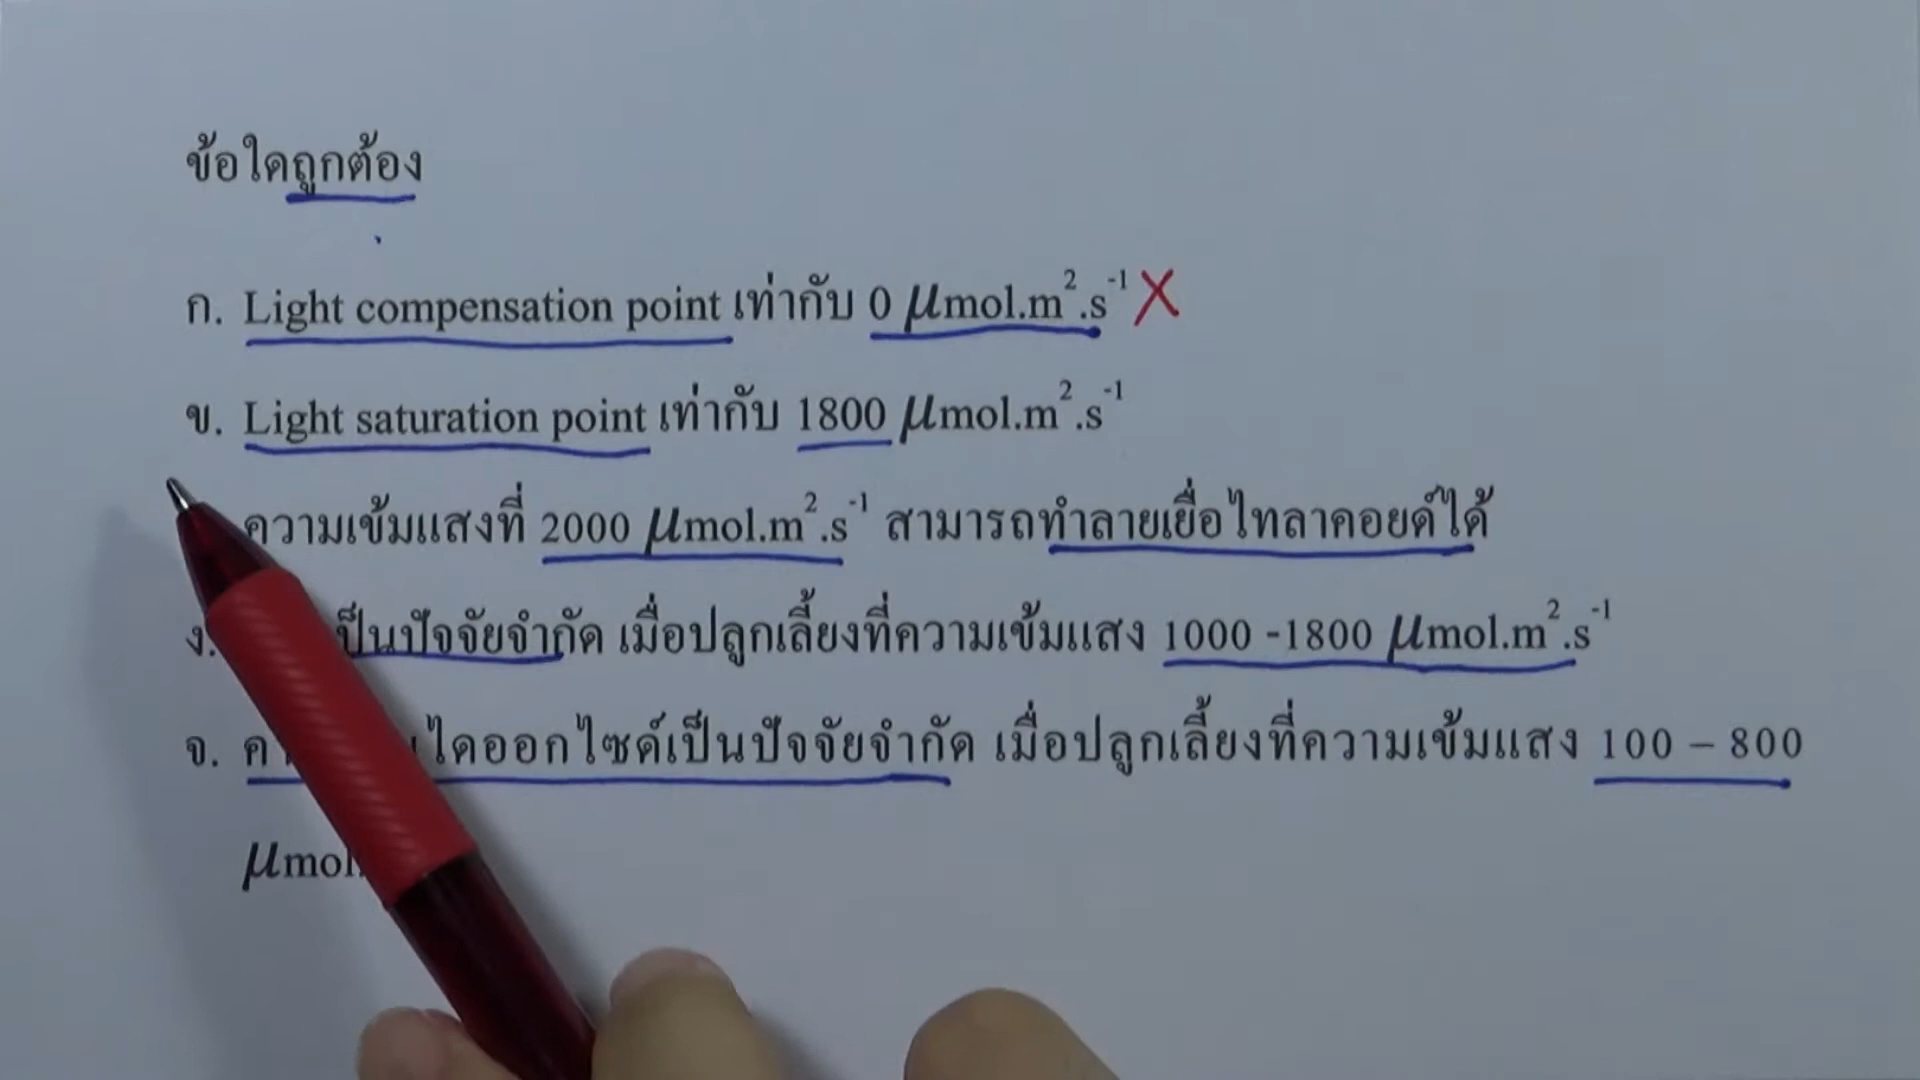 ข้อใดถูกต้อง
ก. Light compensation point เท่ากับ 0 μmol.m².s⁻¹ X
ข. Light saturation point เท่ากับ 1800 μmol.m².s⁻¹
ความเข้มแสงที่ 2000 μmol.m².s⁻¹ สามารถทำลายเยื่อไทลาคอยด์ได้
ง. เป็นปัจจัยจำกัด เมื่อปลูกเลี้ยงที่ความเข้มแสง 1000 -1800 μmol.m².s⁻¹
จ. ไดออกไซด์เป็นปัจจัยจำกัด เมื่อปลูกเลี้ยงที่ความเข้มแสง 100 – 800
μmol.